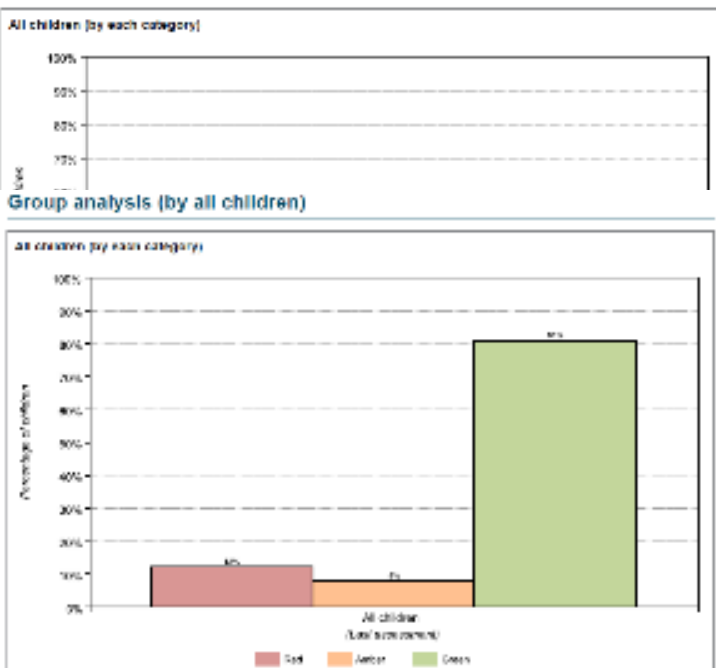 All children (by each category)
100%
90%
80%
70%
Group analysis (by all children)
All children (by each category)
100%
90%
80%
70%
60%
50%
40%
30%
20%
10%
0%
Percentage of children
All children
(Last assessment)
Red Amber Green